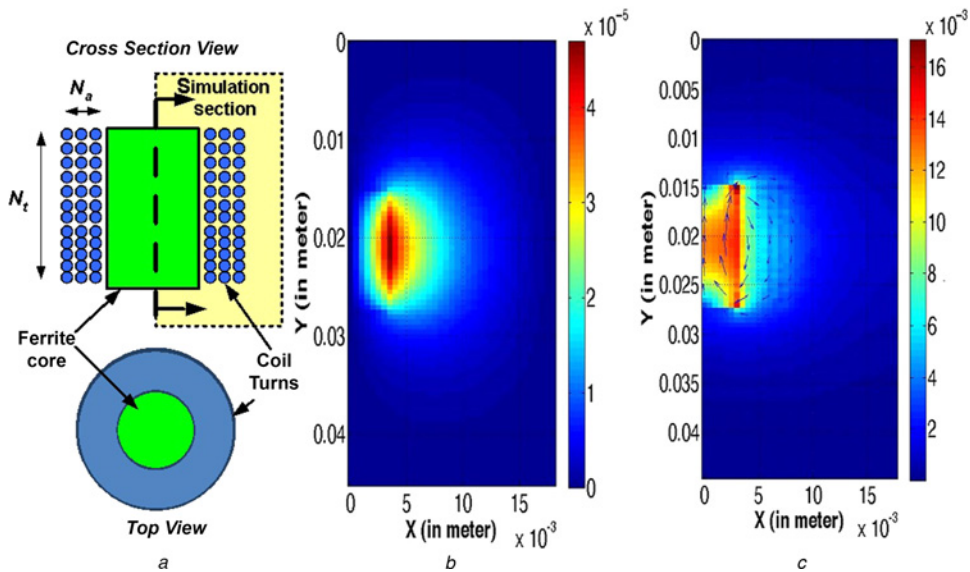 Cross Section View
Na
Simulation
section
Nt
Ferrite
core
Coil
Turns
Top View
a
× 10⁻⁵
0
0.01
0.02
0.03
0.04
Y (in meter)
0
5
10
15
X (in meter)
× 10⁻³
4
3
2
1
0
b
× 10⁻³
0
0.005
0.01
0.015
0.02
0.025
0.03
0.035
0.04
Y (in meter)
0
5
10
15
X (in meter)
× 10⁻³
16
14
12
10
8
6
4
2
c